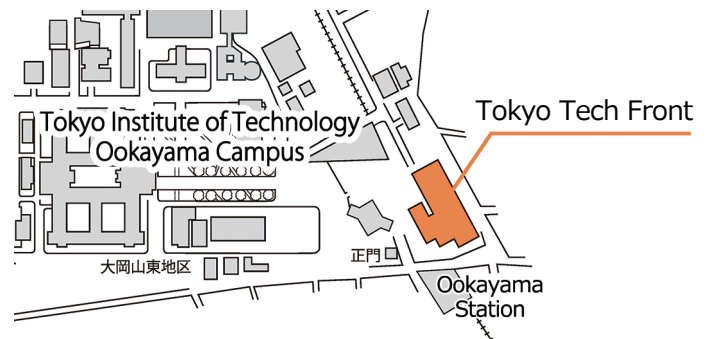 Tokyo Tech Front
Tokyo Institute of Technology
Ookayama Campus
正門
大岡山東地区
Ookayama
Station